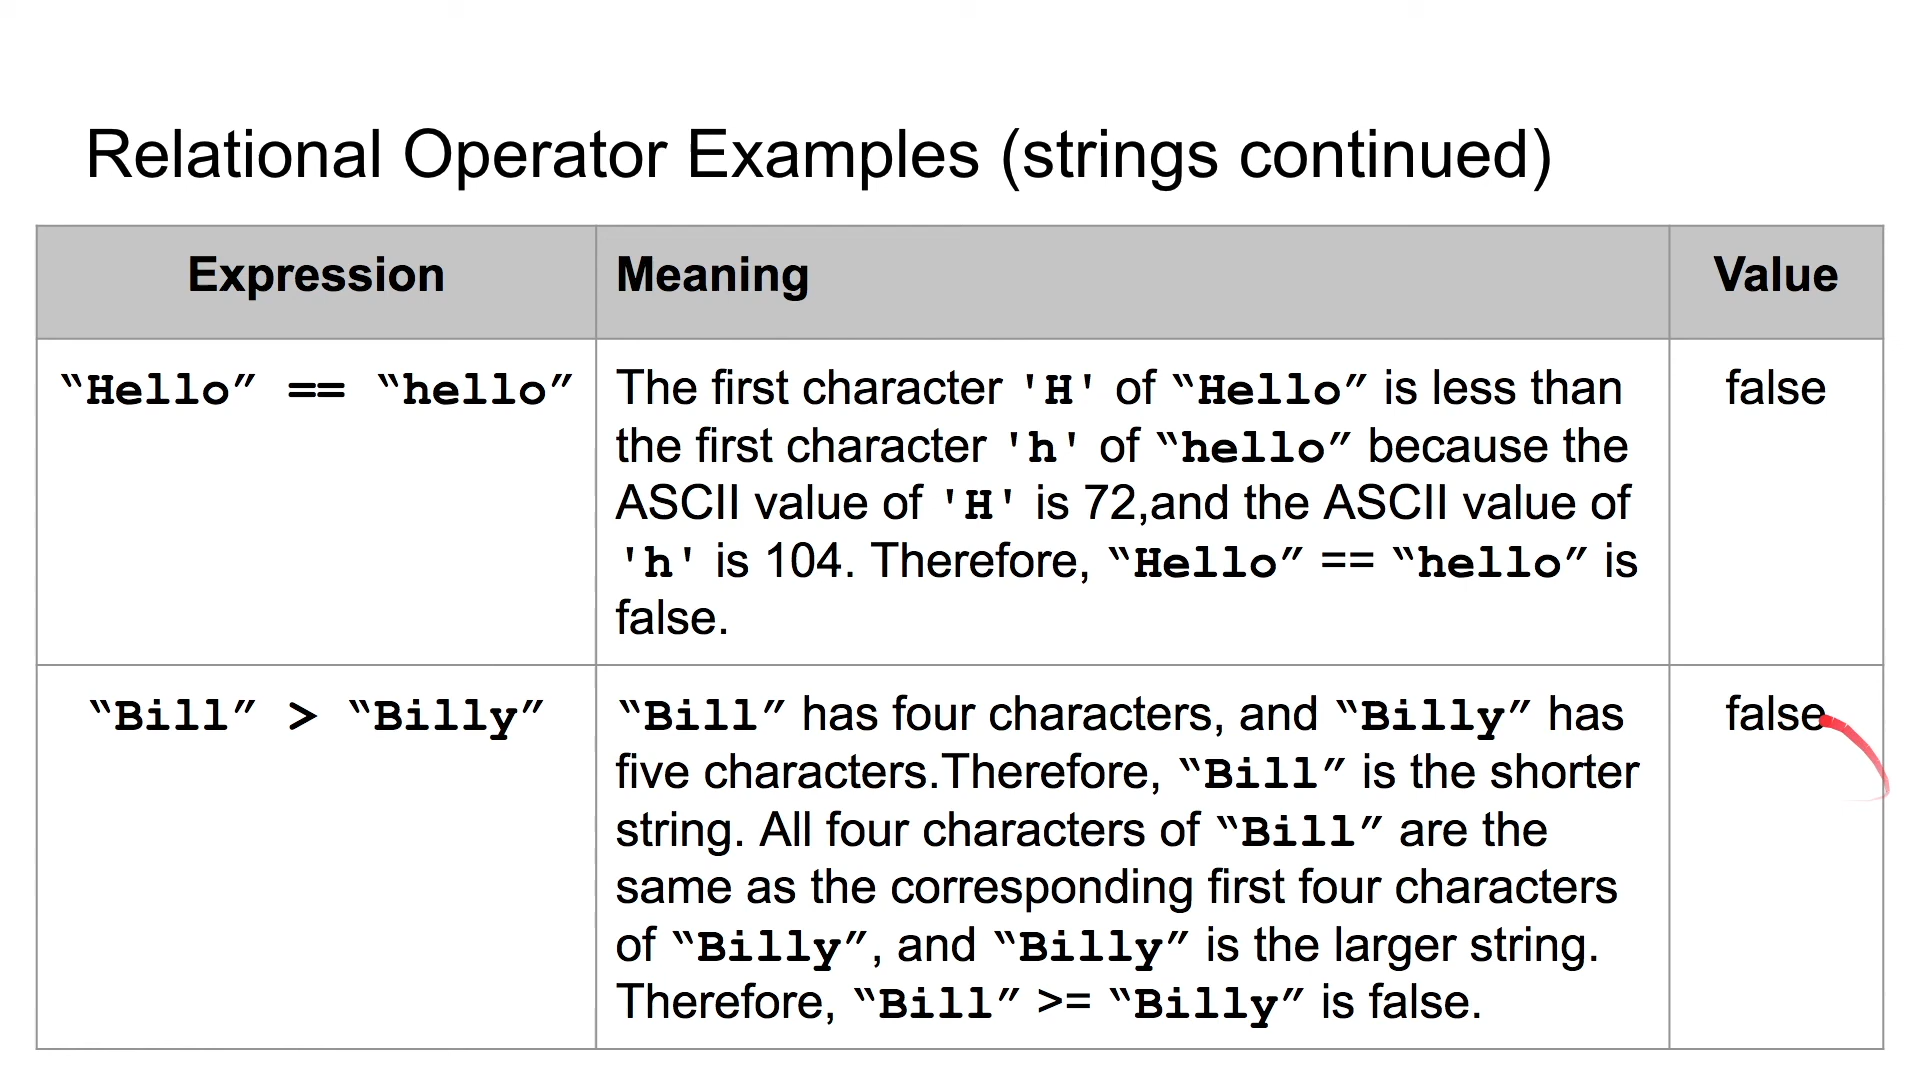 Relational Operator Examples (strings continued)
Expression Meaning Value
“Hello” == “hello” The first character 'H' of “Hello” is less than false
the first character 'h' of “hello” because the
ASCII value of 'H' is 72,and the ASCII value of
'h' is 104. Therefore, “Hello” == “hello” is
false.
“Bill” > “Billy” “Bill” has four characters, and “Billy” has false
five characters.Therefore, “Bill” is the shorter
string. All four characters of “Bill” are the
same as the corresponding first four characters
of “Billy”, and “Billy” is the larger string.
Therefore, “Bill” >= “Billy” is false.